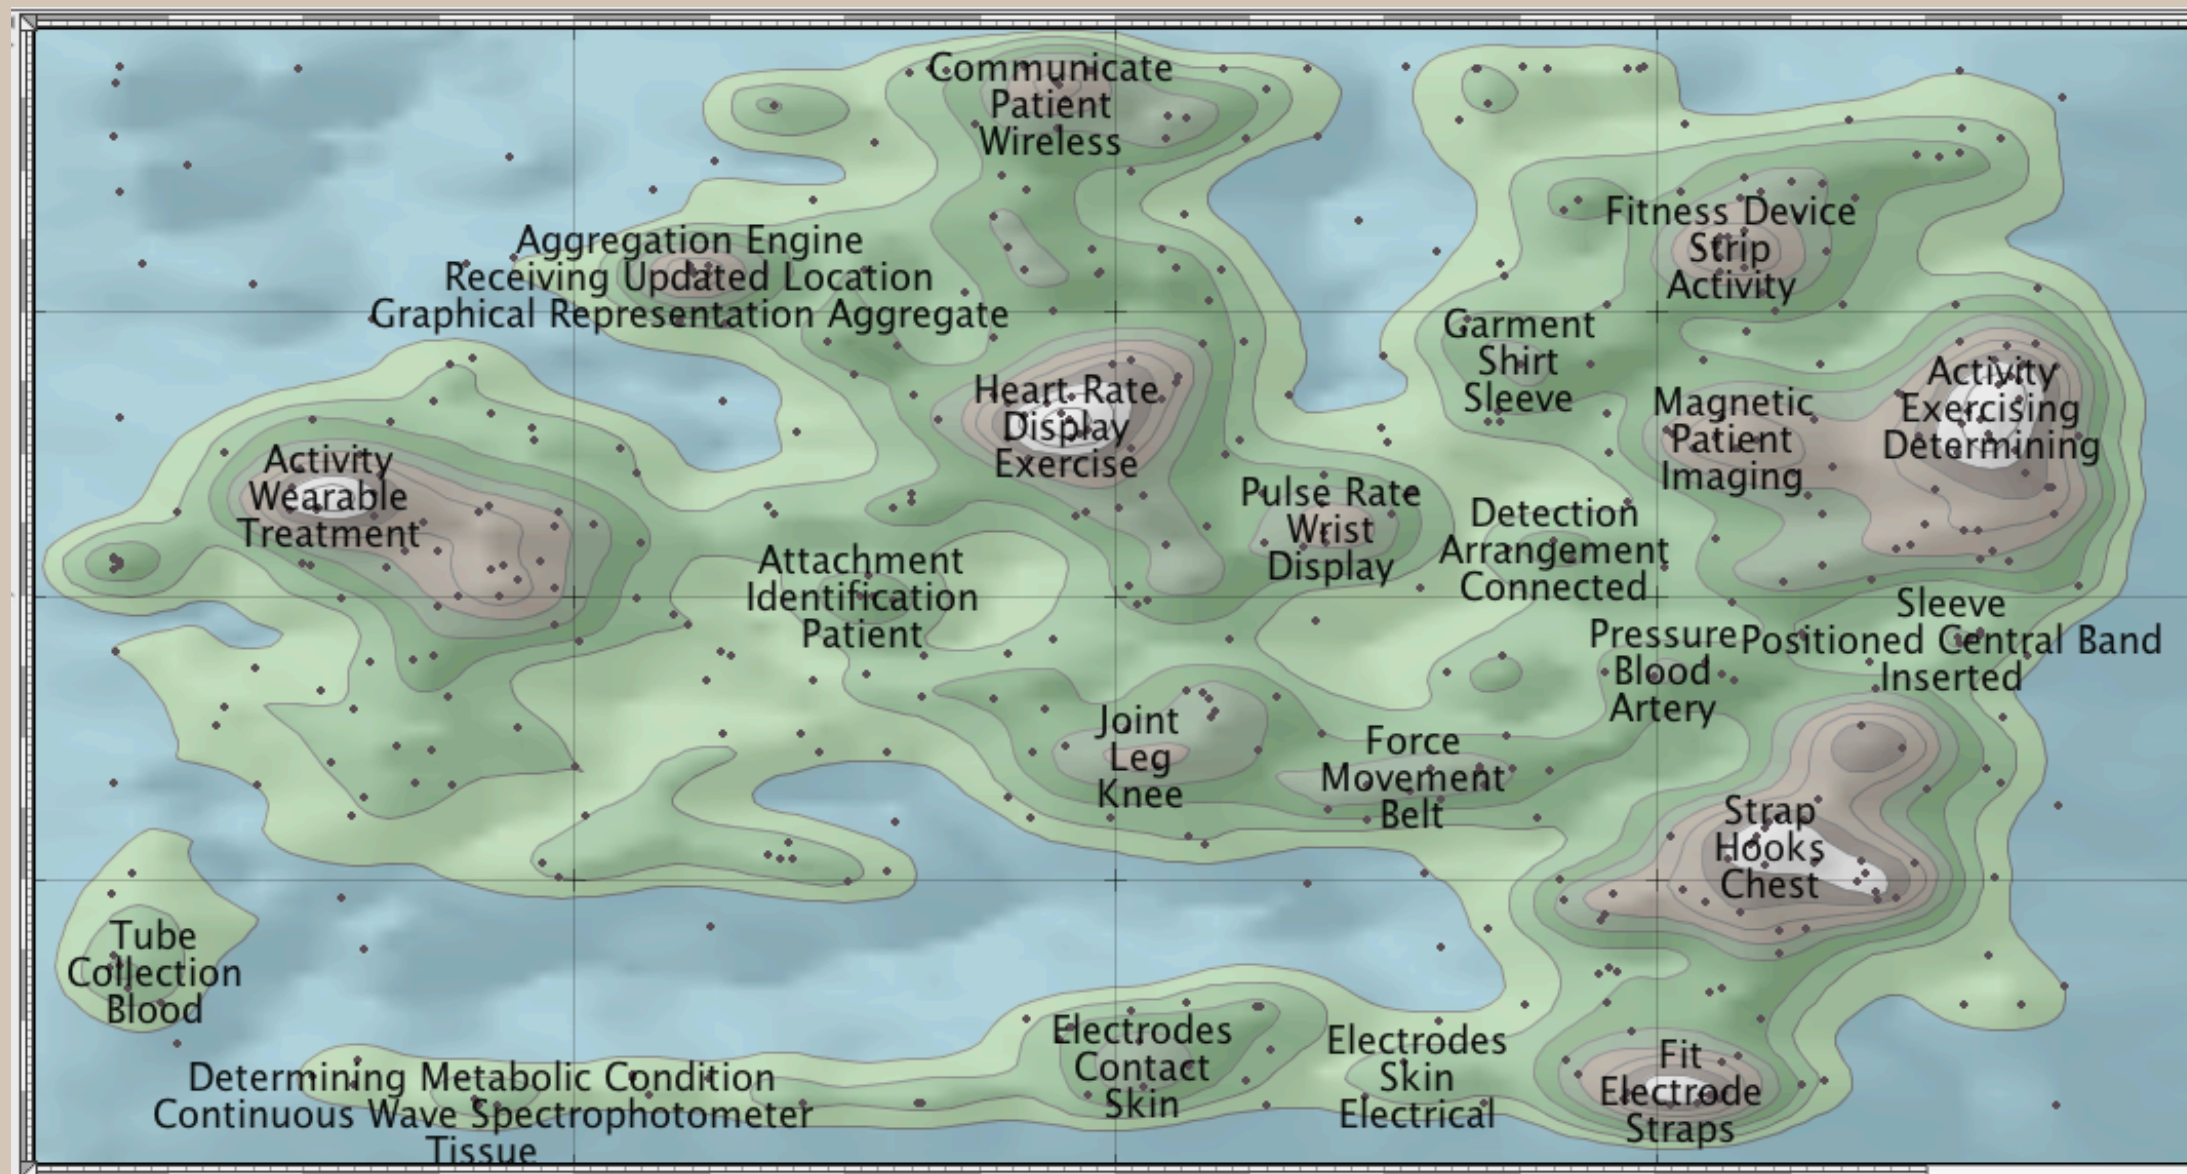 Communicate
Patient
Wireless
Fitness Device
Strip
Activity
Aggregation Engine
Receiving Updated Location
Graphical Representation Aggregate
Garment
Shirt
Sleeve
Heart Rate
Display
Exercise
Magnetic
Patient
Imaging
Activity
Exercising
Determining
Activity
Wearable
Treatment
Pulse Rate
Wrist
Display
Detection
Arrangement
Connected
Attachment
Identification
Patient
Sleeve
Positioned Central Band
Inserted
Pressure
Blood
Artery
Joint
Leg
Knee
Force
Movement
Belt
Strap
Hooks
Chest
Tube
Collection
Blood
Electrodes
Contact
Skin
Electrodes
Skin
Electrical
Fit
Electrode
Straps
Determining Metabolic Condition
Continuous Wave Spectrophotometer
Tissue